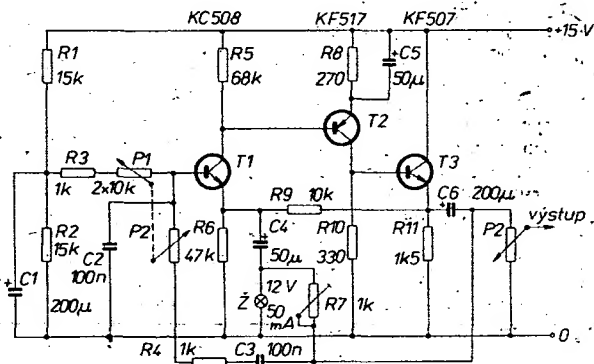 KC508 KF517 KF507
+15 V
R1
15k
R5
68k
R8
270
C5
50µ
T2
R3
1k
P1
2x10k
T1
T3
R9 10k
C6
200µ
výstup
R2
15k
C2
100n
P2
R6
47k
C4
50µ
R10
330
R11
1k5
P2
C1
200µ
Ž
12 V
50
mA
R7 1k
0
R4 1k C3 100n